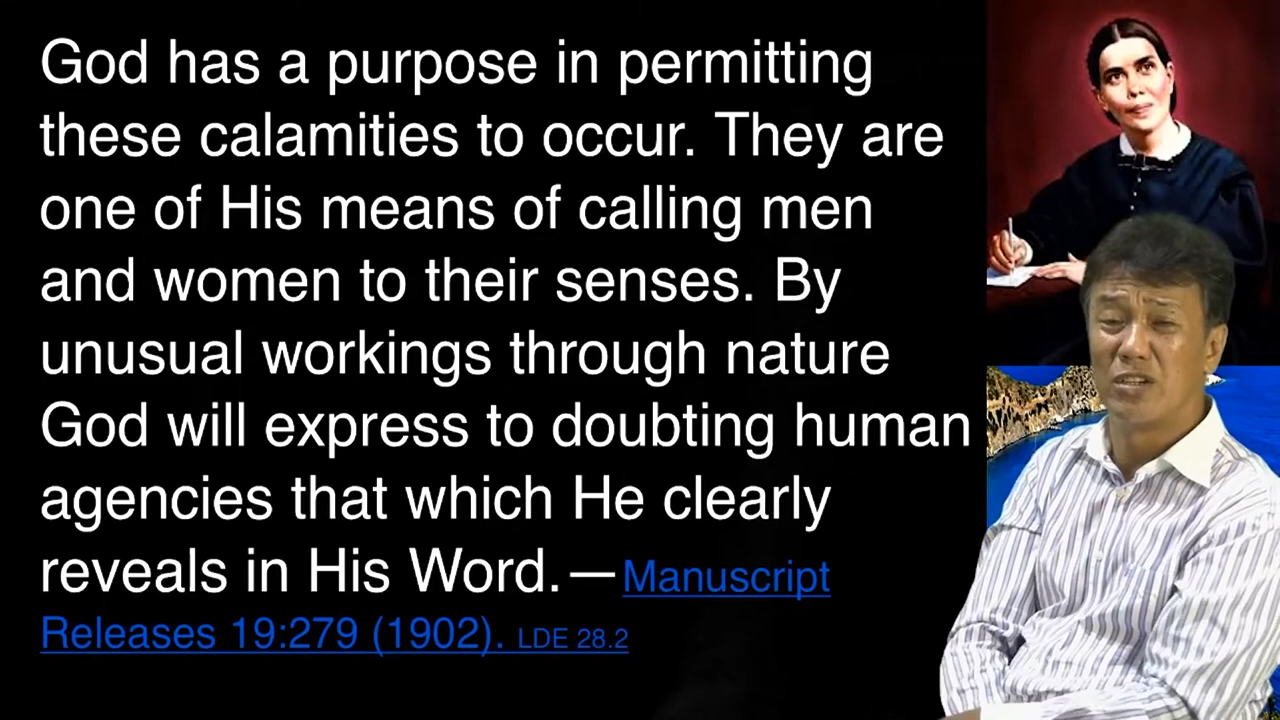 God has a purpose in permitting
these calamities to occur. They are
one of His means of calling men
and women to their senses. By
unusual workings through nature
God will express to doubting human
agencies that which He clearly
reveals in His Word.—Manuscript
Releases 19:279 (1902). LDE 28.2